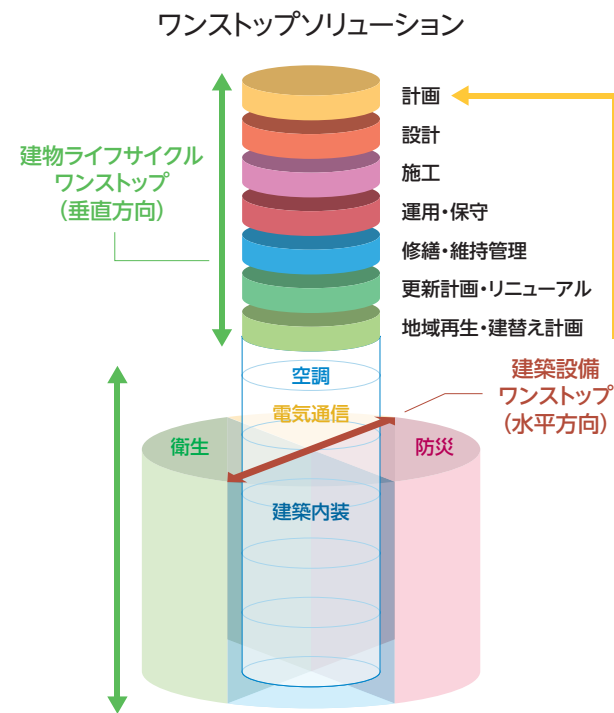 ワンストップソリューション
計画
設計
施工
運用・保守
修繕・維持管理
更新計画・リニューアル
地域再生・建替え計画
建物ライフサイクル
ワンストップ
（垂直方向）
空調
電気通信
衛生
防災
建築内装
建築設備
ワンストップ
（水平方向）